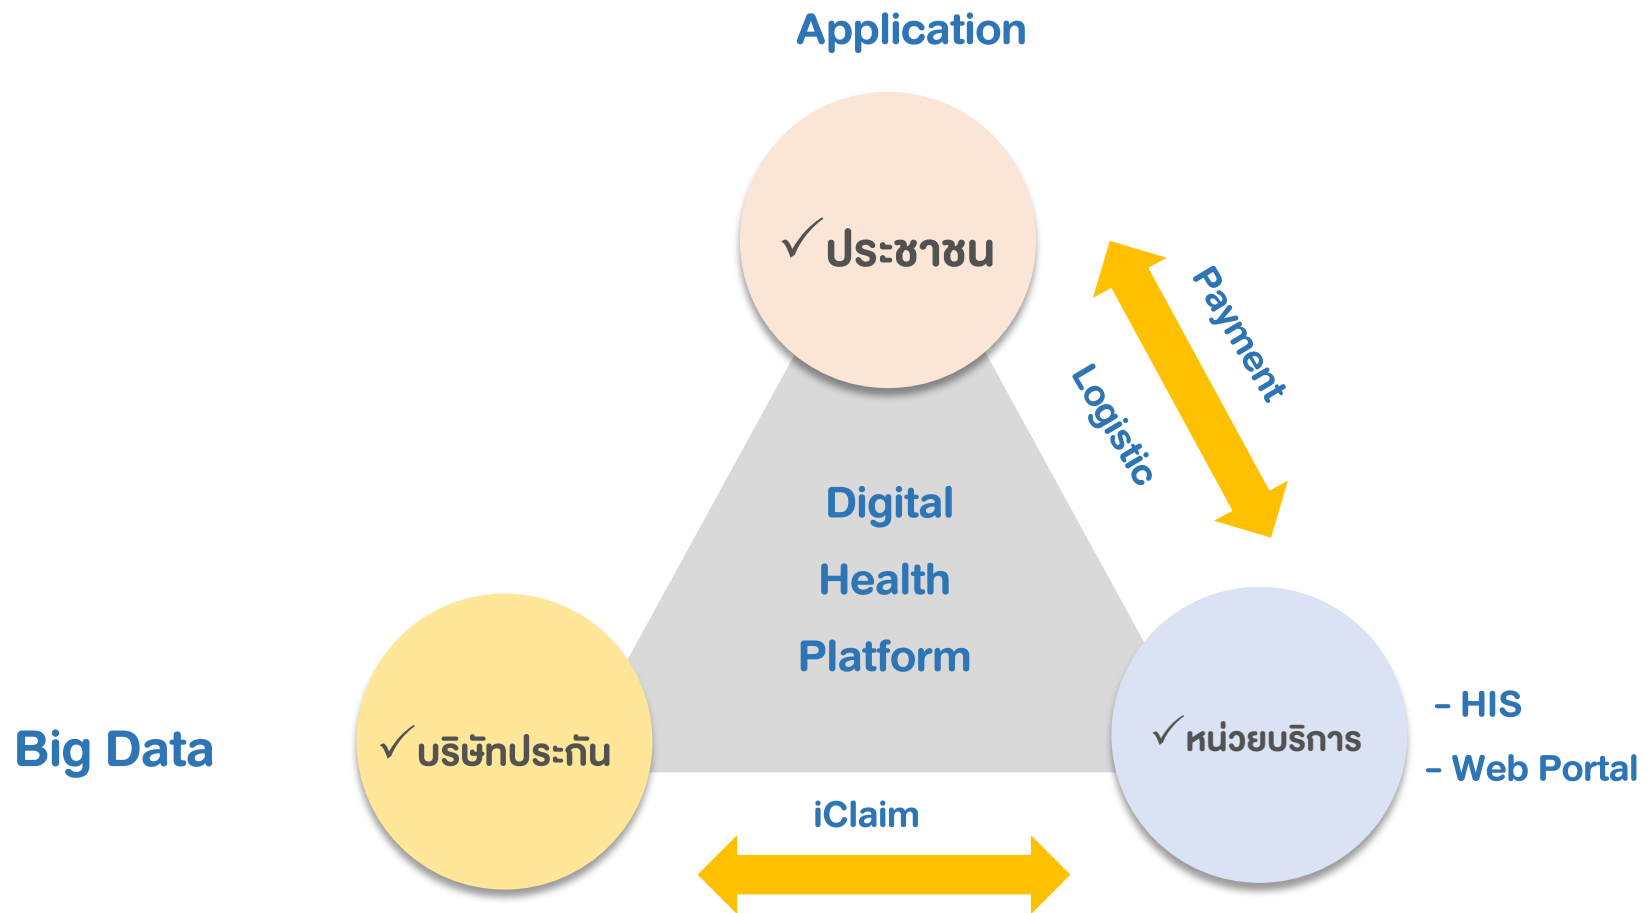 Application
✓ ประชาชน
Payment
Logistic
Digital
Health
Platform
Big Data
✓ บริษัทประกัน
✓ หน่วยบริการ
- HIS
- Web Portal
iClaim